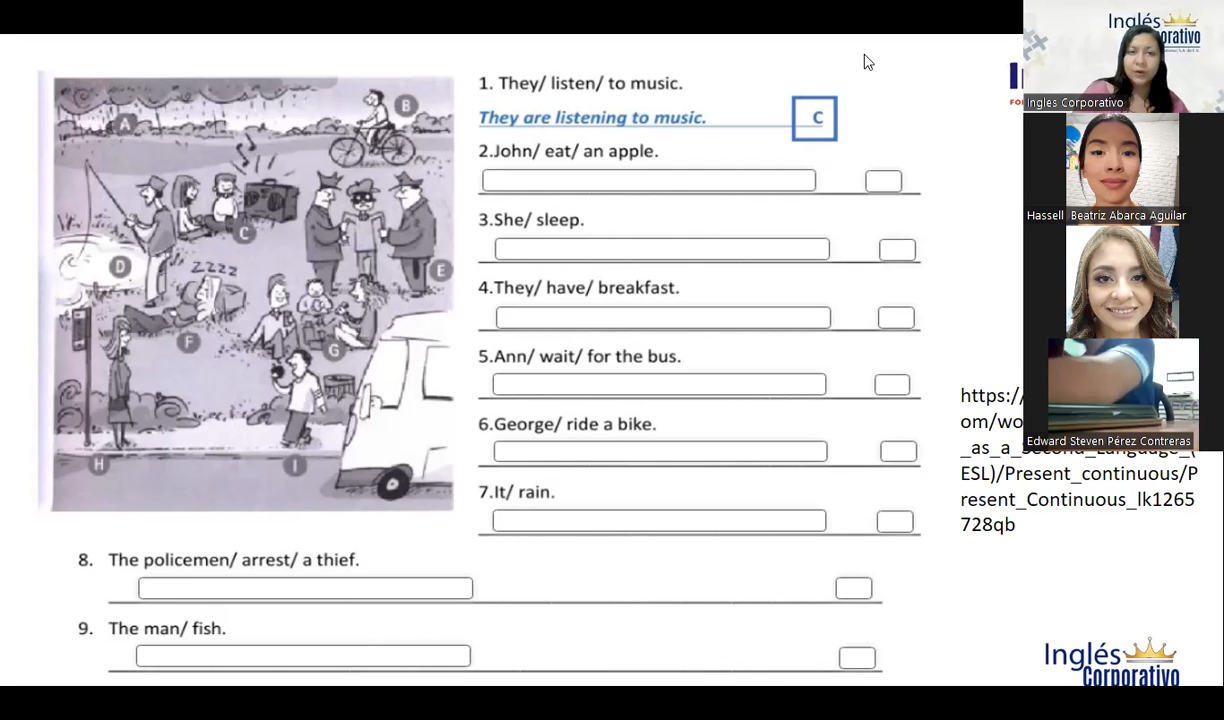 1. They/ listen/ to music.
They are listening to music. C
2.John/ eat/ an apple.
3.She/ sleep.
4.They/ have/ breakfast.
5.Ann/ wait/ for the bus.
6.George/ ride a bike.
7.It/ rain.
8. The policemen/ arrest/ a thief.
9. The man/ fish.
A
B
C
D
E
ZZZZ
F
G
H
I
https://
om/wo
_as_a_Second_Language_(
ESL)/Present_continuous/P
resent_Continuous_lk1265
728qb
Inglés
orativo
Ingles Corporativo
Hassell Beatriz Abarca Aguilar
Edward Steven Pérez Contreras
Inglés
Corporativo